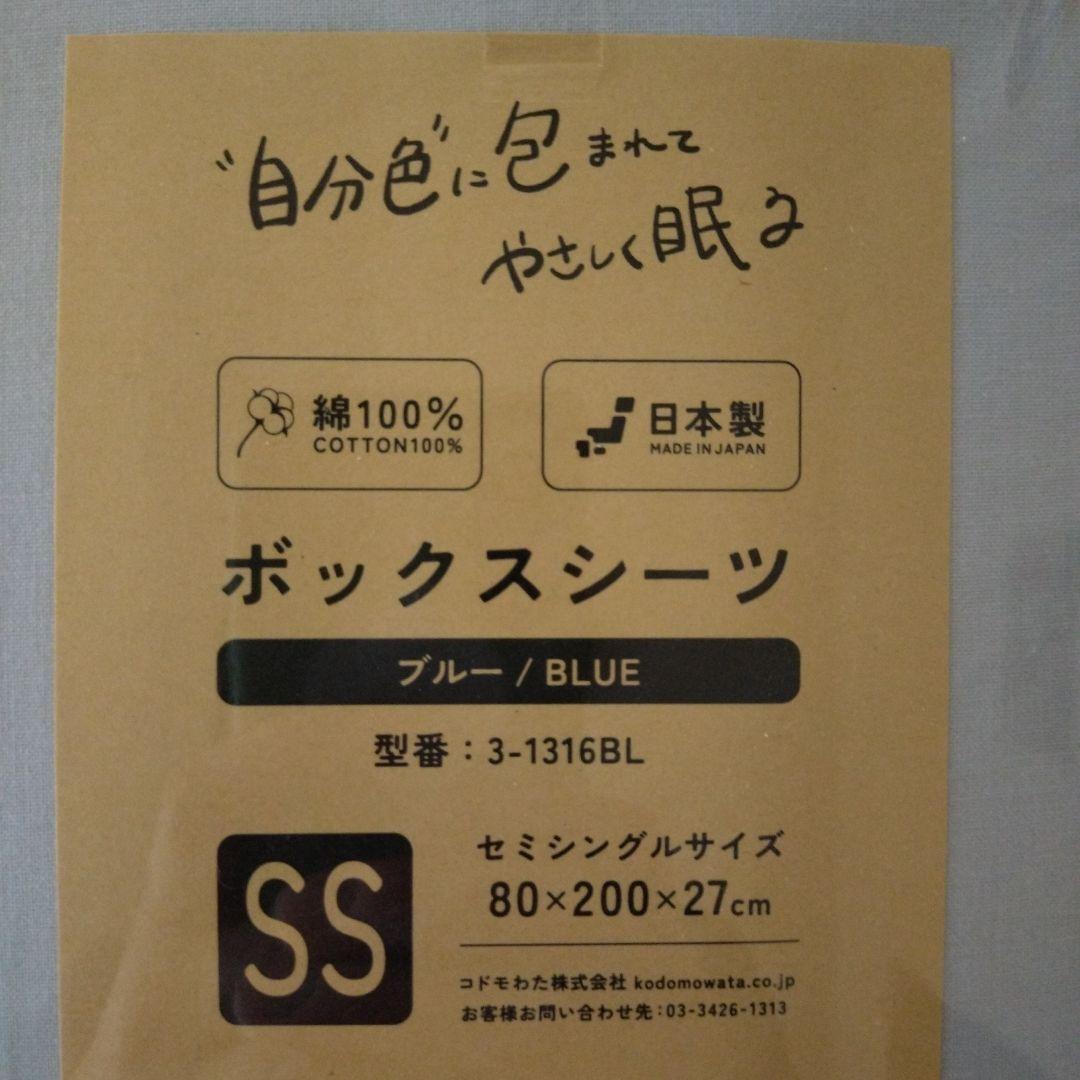 “自分色”に包まれて
やさしく眠る
綿100%
COTTON100%
日本製
MADE IN JAPAN
ボックスシーツ
ブルー / BLUE
型番：3-1316BL
SS
セミシングルサイズ
80×200×27cm
コドモわた株式会社 kodomowata.co.jp
お客様お問い合わせ先：03-3426-1313